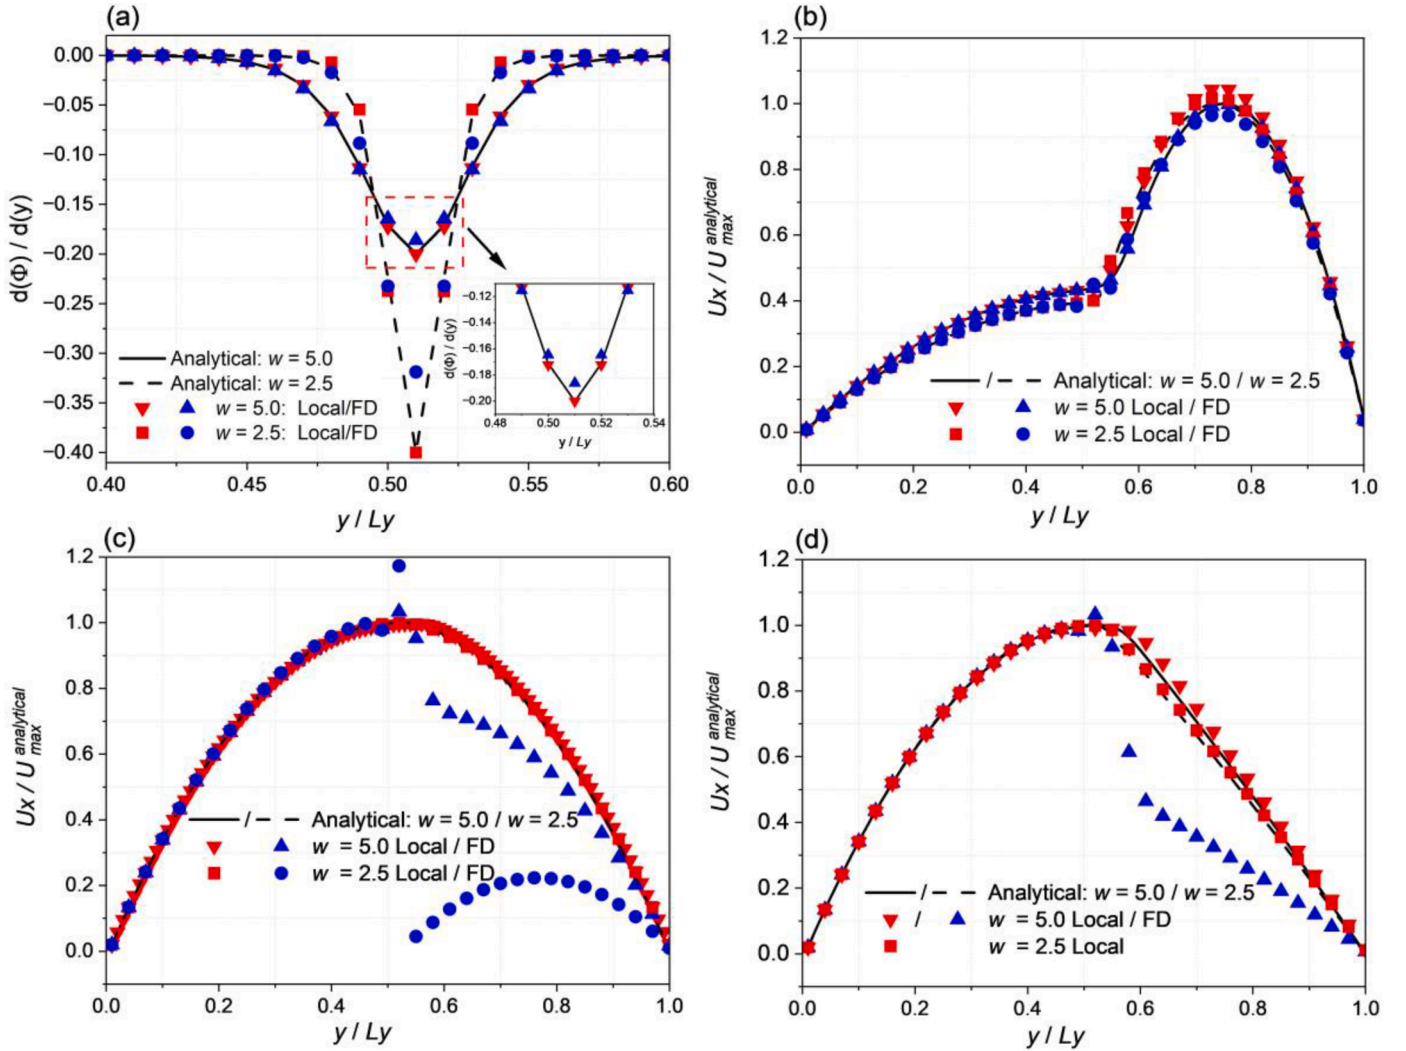 (a)
0.00
−0.05
−0.10
−0.15
−0.20
−0.25
−0.30
−0.35
−0.40
d(Φ) / d(y)
Analytical: w = 5.0
Analytical: w = 2.5
w = 5.0: Local/FD
w = 2.5: Local/FD
0.40 0.45 0.50 0.55 0.60
y / Ly
−0.12
−0.14
−0.16
−0.18
−0.20
d(Φ) / d(y)
0.48 0.50 0.52 0.54
y / Ly
(b)
1.2
1.0
0.8
0.6
0.4
0.2
0.0
Ux / U analytical max
/ Analytical: w = 5.0 / w = 2.5
w = 5.0 Local / FD
w = 2.5 Local / FD
0.0 0.2 0.4 0.6 0.8 1.0
y / Ly
(c)
1.2
1.0
0.8
0.6
0.4
0.2
0.0
Ux / U analytical max
/ Analytical: w = 5.0 / w = 2.5
w = 5.0 Local / FD
w = 2.5 Local / FD
0.0 0.2 0.4 0.6 0.8 1.0
y / Ly
(d)
1.2
1.0
0.8
0.6
0.4
0.2
0.0
Ux / U analytical max
/ Analytical: w = 5.0 / w = 2.5
/ w = 5.0 Local / FD
w = 2.5 Local
0.0 0.2 0.4 0.6 0.8 1.0
y / Ly